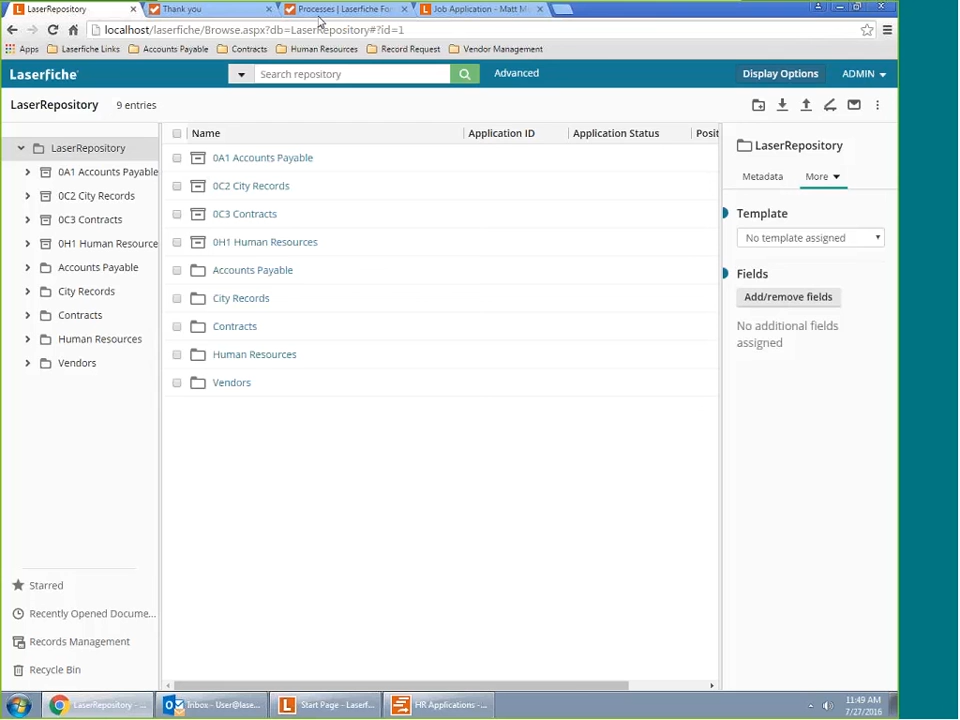 LaserRepository
Thank you
Processes | Laserfiche For
Job Application - Matt M
localhost/laserfiche/Browse.aspx?db=LaserRepository#?id=1
Apps
Laserfiche Links
Accounts Payable
Contracts
Human Resources
Record Request
Vendor Management
Laserfiche
Search repository
Advanced
Display Options
ADMIN
LaserRepository
9 entries
LaserRepository
0A1 Accounts Payable
0C2 City Records
0C3 Contracts
0H1 Human Resource
Accounts Payable
City Records
Contracts
Human Resources
Vendors
Starred
Recently Opened Docume...
Records Management
Recycle Bin
Name
Application ID
Application Status
Posit
0A1 Accounts Payable
0C2 City Records
0C3 Contracts
0H1 Human Resources
Accounts Payable
City Records
Contracts
Human Resources
Vendors
LaserRepository
Metadata
More
Template
No template assigned
Fields
Add/remove fields
No additional fields
assigned
LaserRepository - ...
Inbox - User@lase...
Start Page - Laserf...
HR Applications -...
11:49 AM
7/27/2016